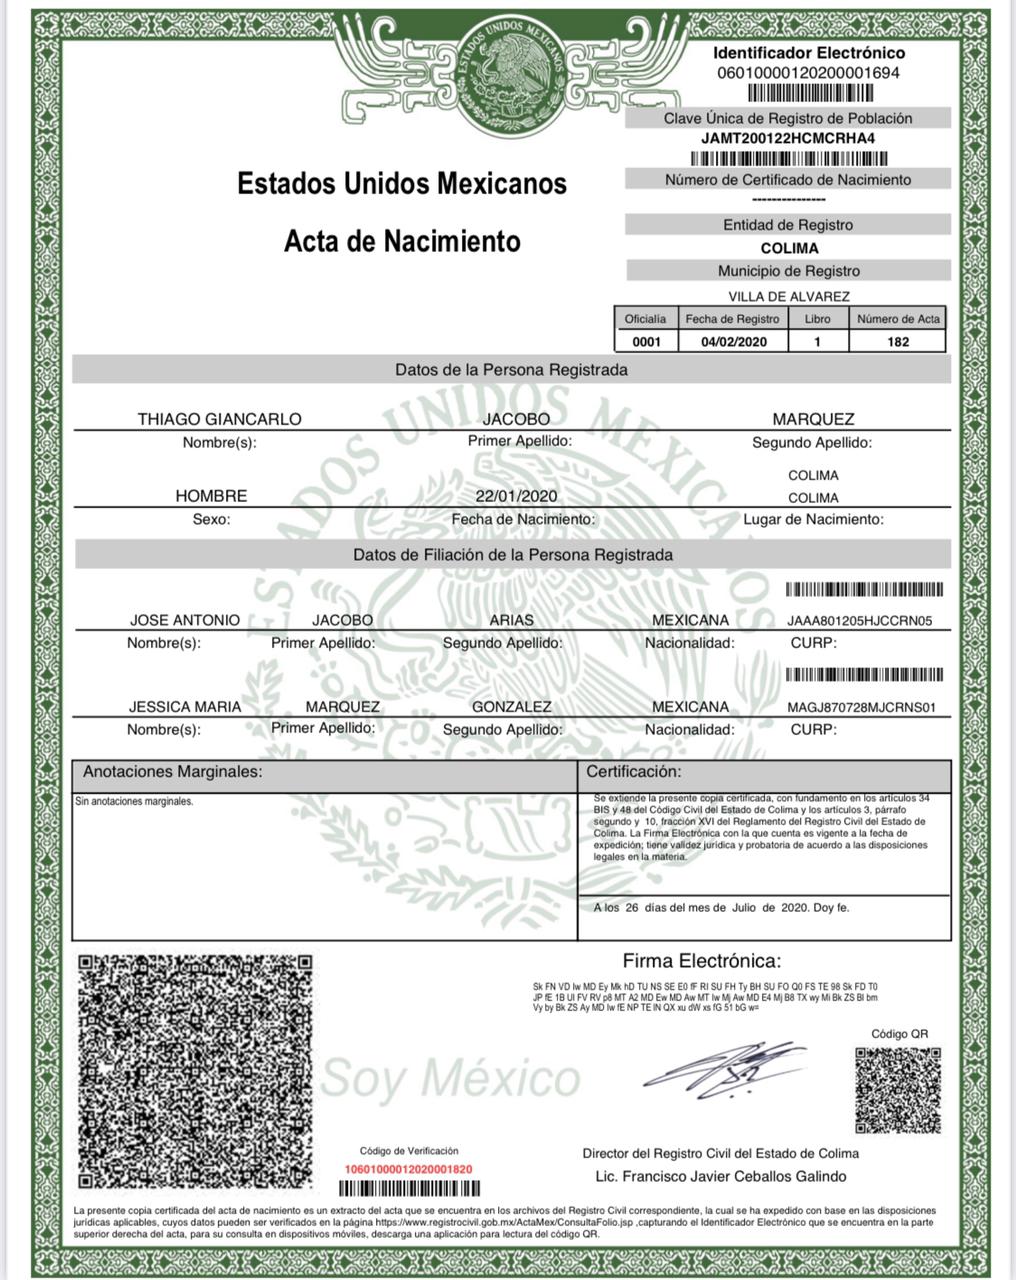 ESTADOS UNIDOS MEXICANOS
Identificador Electrónico
06010000120200001694
Clave Única de Registro de Población
JAMT200122HCMCRHA4
Número de Certificado de Nacimiento
---------------
Entidad de Registro
COLIMA
Municipio de Registro
VILLA DE ALVAREZ
Estados Unidos Mexicanos
Acta de Nacimiento
Oficialía Fecha de Registro Libro Número de Acta
0001 04/02/2020 1 182
Datos de la Persona Registrada
ESTADOS UNIDOS MEXICANOS
THIAGO GIANCARLO JACOBO MARQUEZ
Nombre(s): Primer Apellido: Segundo Apellido:
COLIMA
HOMBRE 22/01/2020 COLIMA
Sexo: Fecha de Nacimiento: Lugar de Nacimiento:
Datos de Filiación de la Persona Registrada
JOSE ANTONIO JACOBO ARIAS MEXICANA JAAA801205HJCCRN05
Nombre(s): Primer Apellido: Segundo Apellido: Nacionalidad: CURP:
JESSICA MARIA MARQUEZ GONZALEZ MEXICANA MAGJ870728MJCRNS01
Nombre(s): Primer Apellido: Segundo Apellido: Nacionalidad: CURP:
Anotaciones Marginales: Certificación:
Sin anotaciones marginales.
Se extiende la presente copia certificada, con fundamento en los artículos 34
BIS y 48 del Código Civil del Estado de Colima y los artículos 3, párrafo
segundo y 10, fracción XVI del Reglamento del Registro Civil del Estado de
Colima. La Firma Electrónica con la que cuenta es vigente a la fecha de
expedición; tiene validez jurídica y probatoria de acuerdo a las disposiciones
legales en la materia.
A los 26 días del mes de Julio de 2020. Doy fe.
Firma Electrónica:
Sk FN VD Iw MD Ey Mk hD TU NS SE E0 fF RI SU FH Ty BH SU FO Q0 FS TE 98 Sk FD T0
JP fE 1B UI FV RV p8 MT A2 MD Ew MD Aw MT Iw Mj Aw MD E4 Mj B8 TX wy Mi Bk ZS BI bm
Vy by Bk ZS Ay MD Iw fE NP TE lN QX xu dW xs fG 51 bG w=
Código QR
Soy México
Código de Verificación
10601000012020001820
Director del Registro Civil del Estado de Colima
Lic. Francisco Javier Ceballos Galindo
La presente copia certificada del acta de nacimiento es un extracto del acta que se encuentra en los archivos del Registro Civil correspondiente, la cual se ha expedido con base en las disposiciones
jurídicas aplicables, cuyos datos pueden ser verificados en la página https://www.registrocivil.gob.mx/ActaMex/ConsultaFolio.jsp ,capturando el Identificador Electrónico que se encuentra en la parte
superior derecha del acta, para su consulta en dispositivos móviles, descarga una aplicación para lectura del código QR.